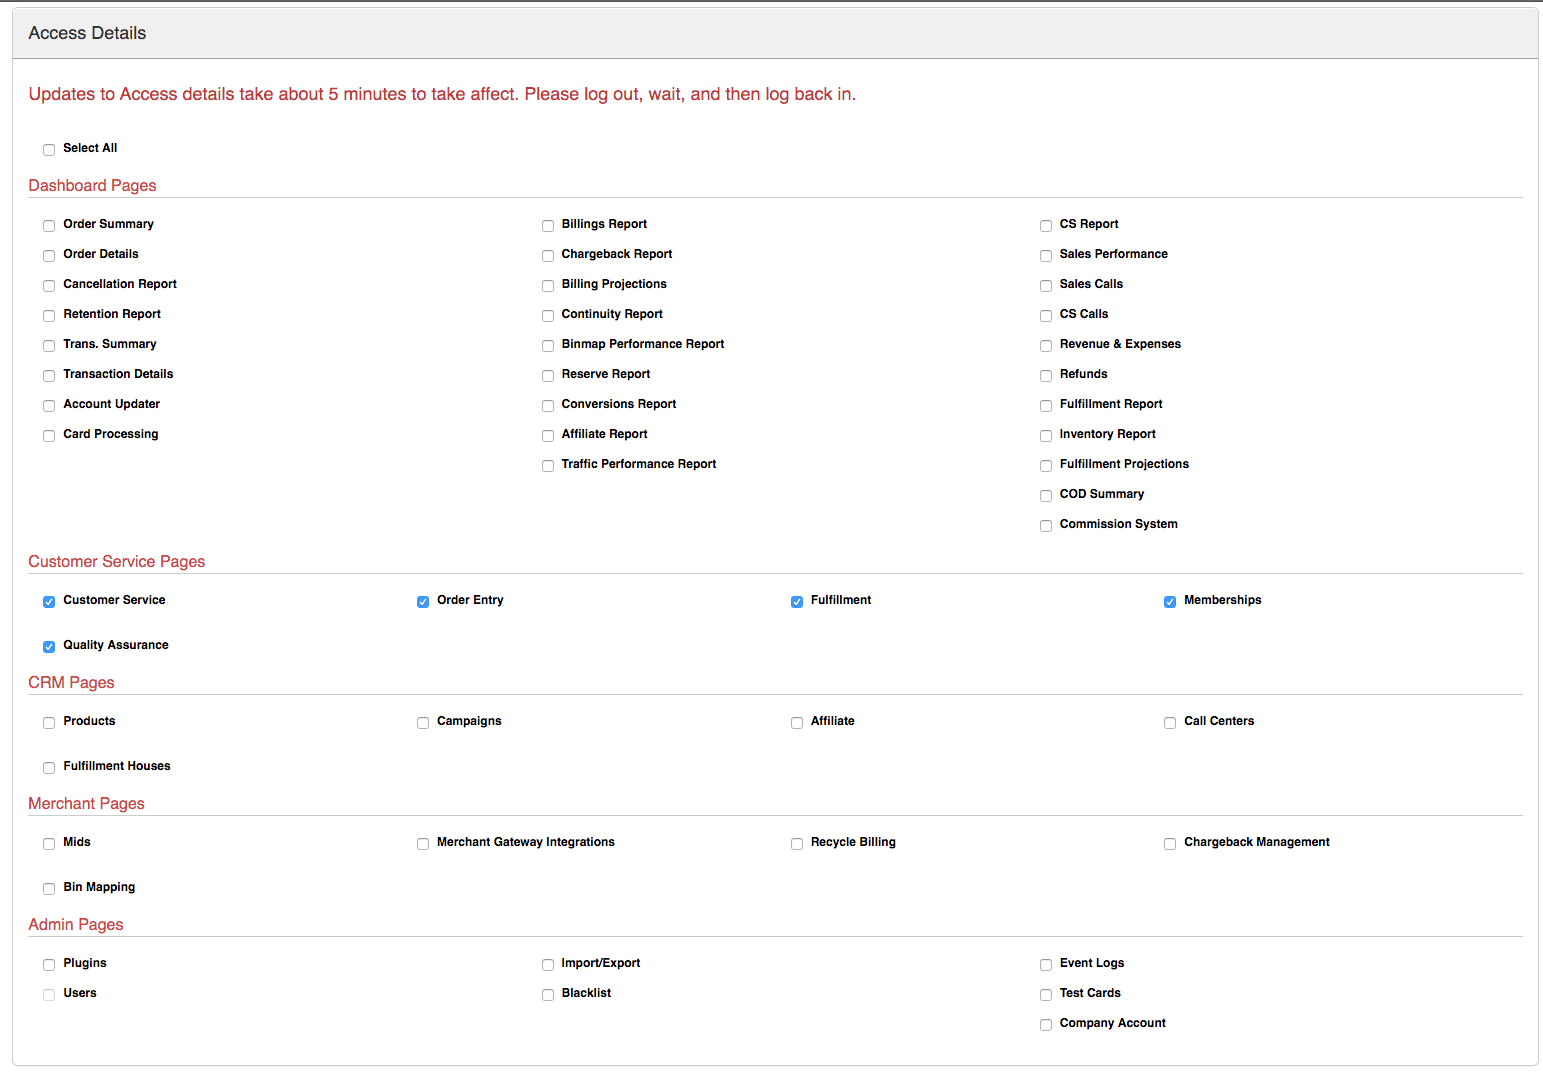 Access Details
Updates to Access details take about 5 minutes to take affect. Please log out, wait, and then log back in.
Select All
Dashboard Pages
Order Summary
Order Details
Cancellation Report
Retention Report
Trans. Summary
Transaction Details
Account Updater
Card Processing
Billings Report
Chargeback Report
Billing Projections
Continuity Report
Binmap Performance Report
Reserve Report
Conversions Report
Affiliate Report
Traffic Performance Report
CS Report
Sales Performance
Sales Calls
CS Calls
Revenue & Expenses
Refunds
Fulfillment Report
Inventory Report
Fulfillment Projections
COD Summary
Commission System
Customer Service Pages
Customer Service
Order Entry
Fulfillment
Memberships
Quality Assurance
CRM Pages
Products
Campaigns
Affiliate
Call Centers
Fulfillment Houses
Merchant Pages
Mids
Merchant Gateway Integrations
Recycle Billing
Chargeback Management
Bin Mapping
Admin Pages
Plugins
Users
Import/Export
Blacklist
Event Logs
Test Cards
Company Account